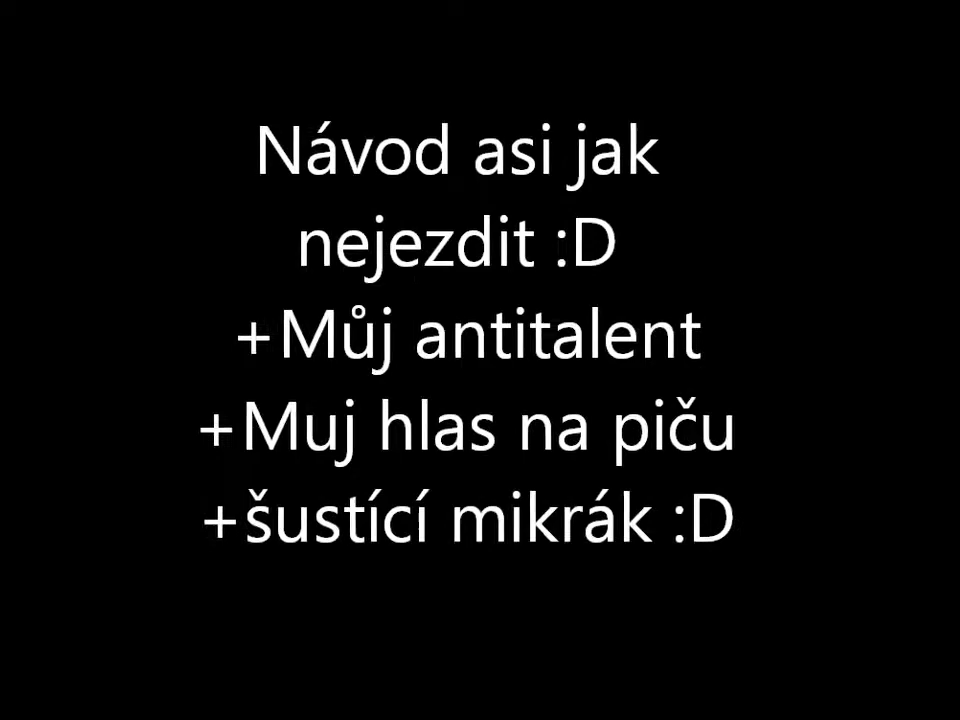 Návod asi jak
nejezdit :D
+Můj antitalent
+Muj hlas na piču
+šustící mikrák :D